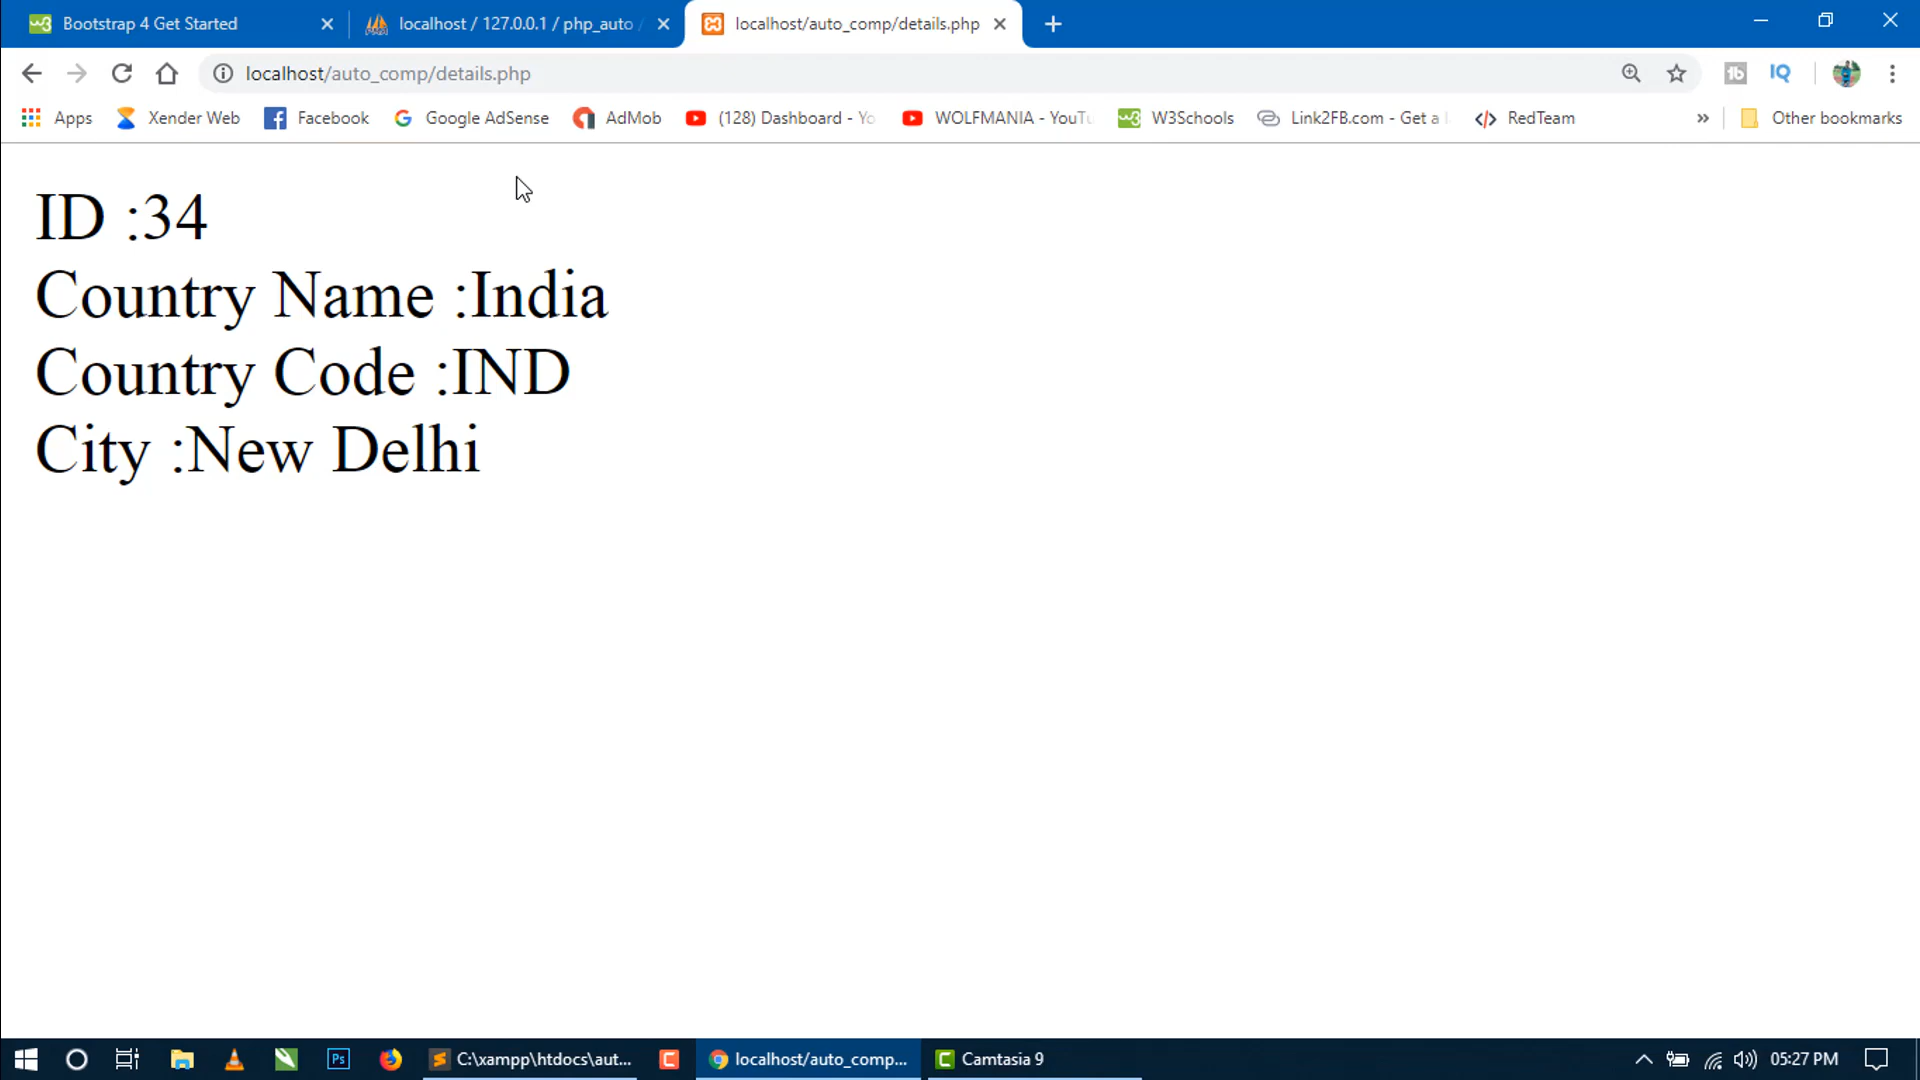 Bootstrap 4 Get Started
localhost / 127.0.0.1 / php_auto
localhost/auto_comp/details.php
localhost/auto_comp/details.php
IQ
Apps
Xender Web
Facebook
Google AdSense
AdMob
(128) Dashboard - Yo
WOLFMANIA - YouTu
W3Schools
Link2FB.com - Get a
RedTeam
»
Other bookmarks
ID :34
Country Name :India
Country Code :IND
City :New Delhi
Ps
C:\xampp\htdocs\aut...
localhost/auto_comp...
Camtasia 9
05:27 PM